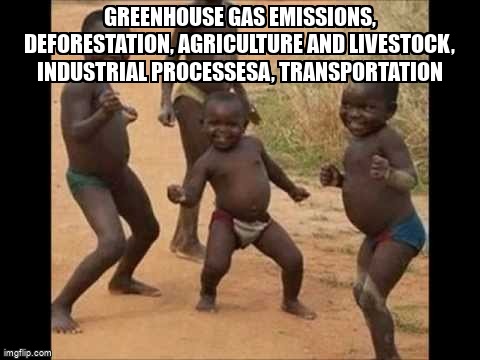 GREENHOUSE GAS EMISSIONS,
DEFORESTATION, AGRICULTURE AND LIVESTOCK,
INDUSTRIAL PROCESSESA, TRANSPORTATION
imgflip.com